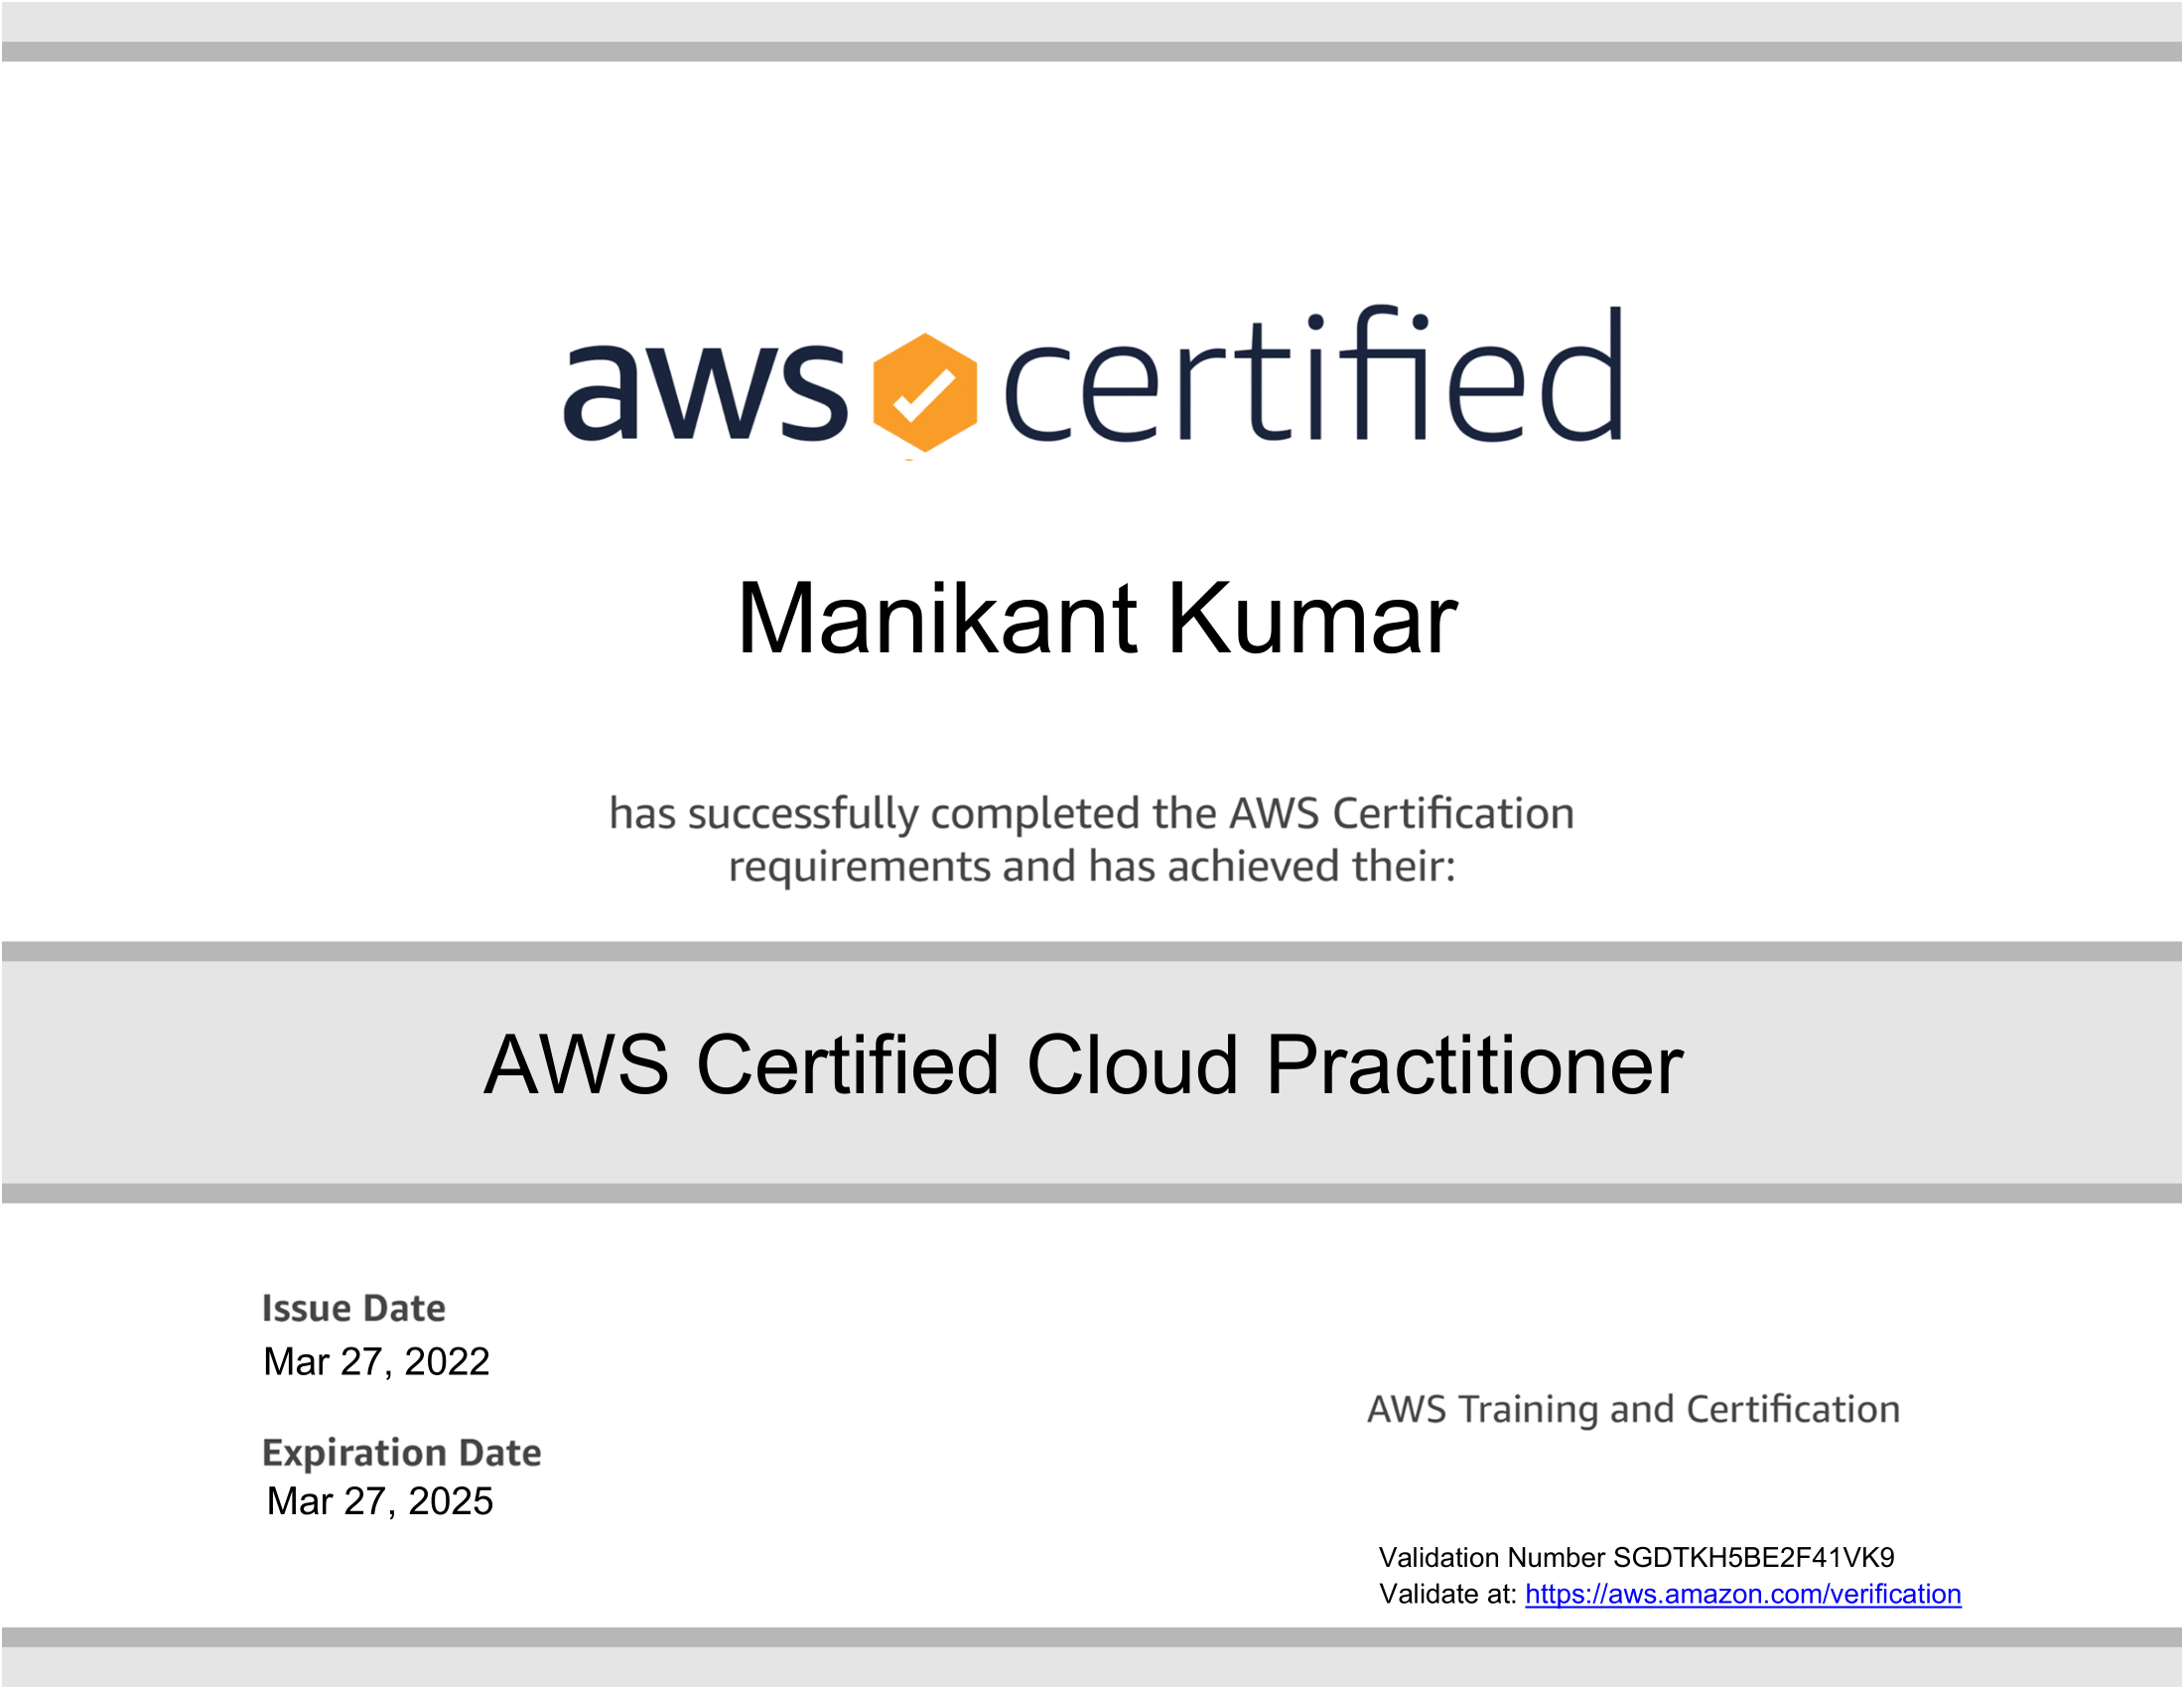 aws certified
Manikant Kumar
has successfully completed the AWS Certification
requirements and has achieved their:
AWS Certified Cloud Practitioner
Issue Date
Mar 27, 2022
Expiration Date
Mar 27, 2025
AWS Training and Certification
Validation Number SGDTKH5BE2F41VK9
Validate at: https://aws.amazon.com/verification